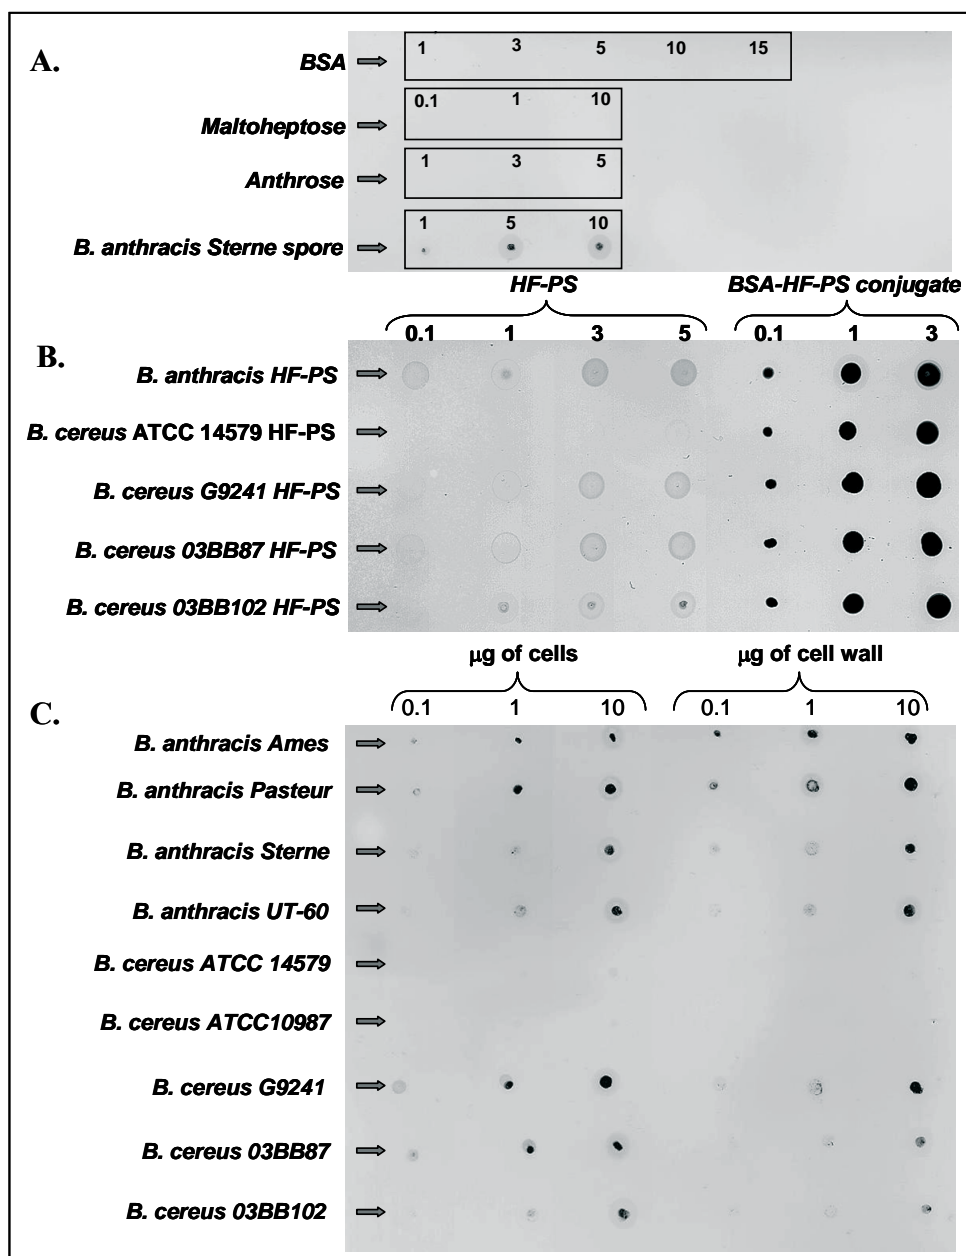 A.
BSA 1 3 5 10 15
Maltoheptose 0.1 1 10
Anthrose 1 3 5
B. anthracis Sterne spore 1 5 10
HF-PS BSA-HF-PS conjugate
0.1 1 3 5 0.1 1 3
B.
B. anthracis HF-PS
B. cereus ATCC 14579 HF-PS
B. cereus G9241 HF-PS
B. cereus 03BB87 HF-PS
B. cereus 03BB102 HF-PS
µg of cells µg of cell wall
0.1 1 10 0.1 1 10
C.
B. anthracis Ames
B. anthracis Pasteur
B. anthracis Sterne
B. anthracis UT-60
B. cereus ATCC 14579
B. cereus ATCC10987
B. cereus G9241
B. cereus 03BB87
B. cereus 03BB102